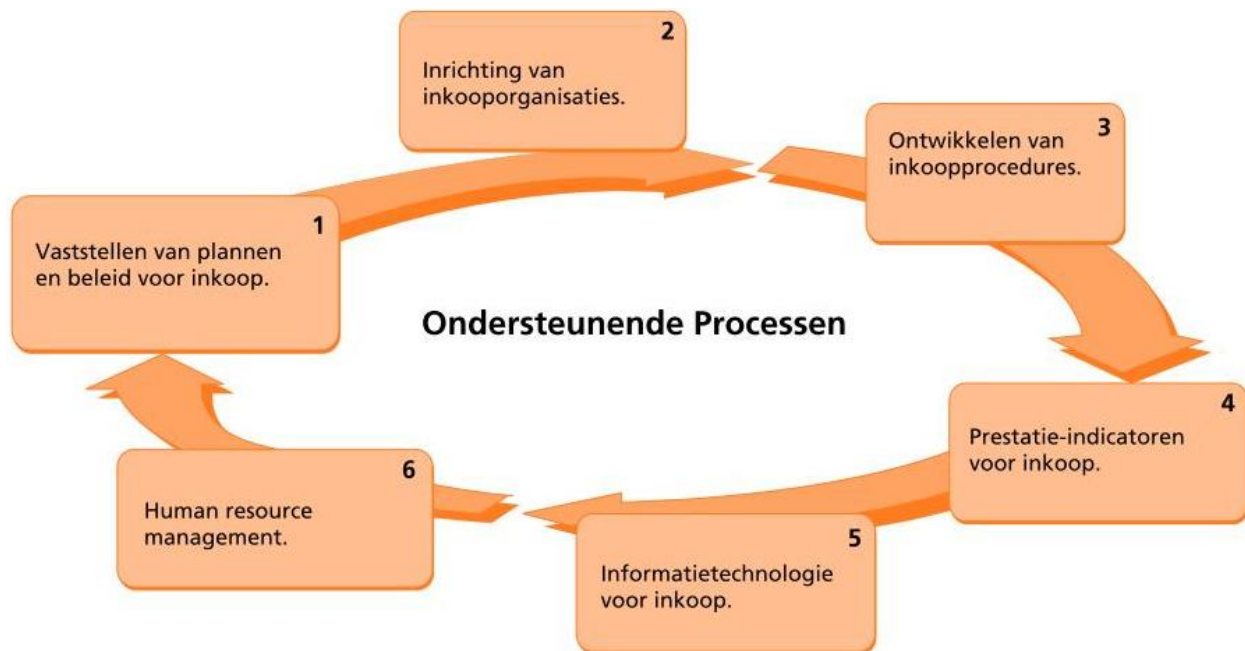 1
Vaststellen van plannen
en beleid voor inkoop.
2
Inrichting van
inkooporganisaties.
3
Ontwikkelen van
inkoopprocedures.
Ondersteunende Processen
4
Prestatie-indicatoren
voor inkoop.
5
Informatietechnologie
voor inkoop.
6
Human resource
management.